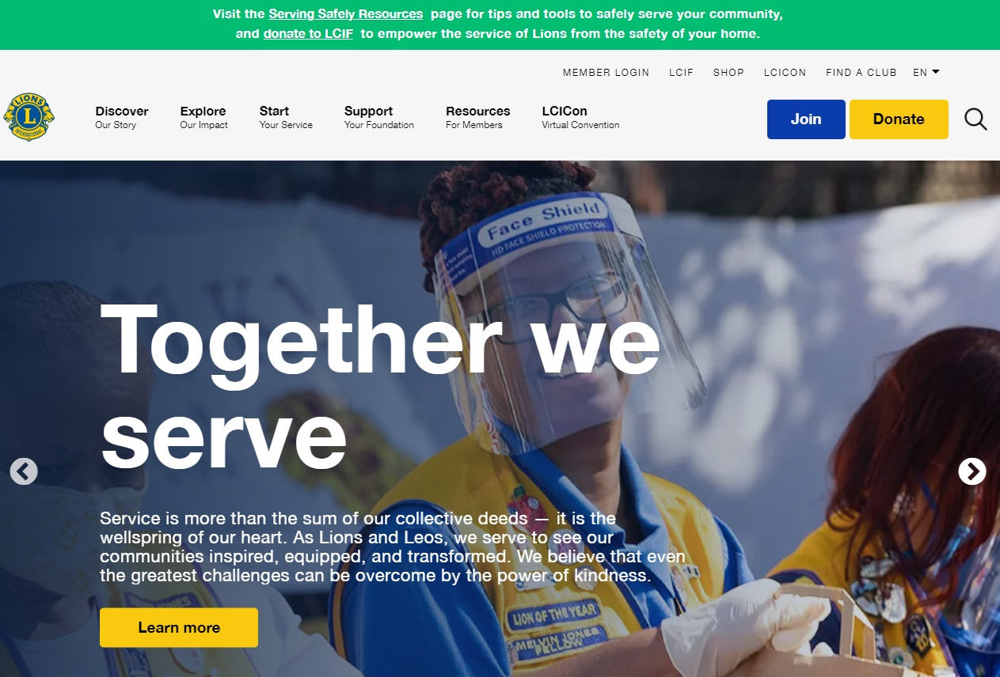 Visit the Serving Safely Resources page for tips and tools to safely serve your community,
and donate to LCIF to empower the service of Lions from the safety of your home.
MEMBER LOGIN LCIF SHOP LCICON FIND A CLUB EN
LIONS
L
INTERNATIONAL
Discover
Our Story
Explore
Our Impact
Start
Your Service
Support
Your Foundation
Resources
For Members
LCICon
Virtual Convention
Join
Donate
Face Shield
HD FACE SHIELD PROTECTION
Together we
serve
Service is more than the sum of our collective deeds — it is the
wellspring of our heart. As Lions and Leos, we serve to see our
communities inspired, equipped, and transformed. We believe that even
the greatest challenges can be overcome by the power of kindness.
Learn more
LION OF THE YEAR
MELVIN JONES
FELLOW